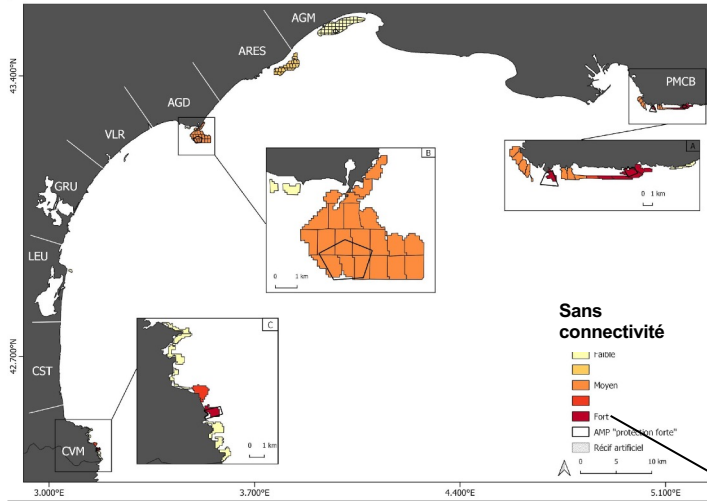 AGM
ARES
PMCB
43.400°N
AGD
A
0 1 km
VLR
B
GRU
0 1 km
LEU
Sans
connectivité
C
Faible
42.700°N
CST
Moyen
Fort
AMP "protection forte"
0 1 km
CVM
Récif artificiel
0 5 10 km
3.000°E
3.700°E
4.400°E
5.100°E